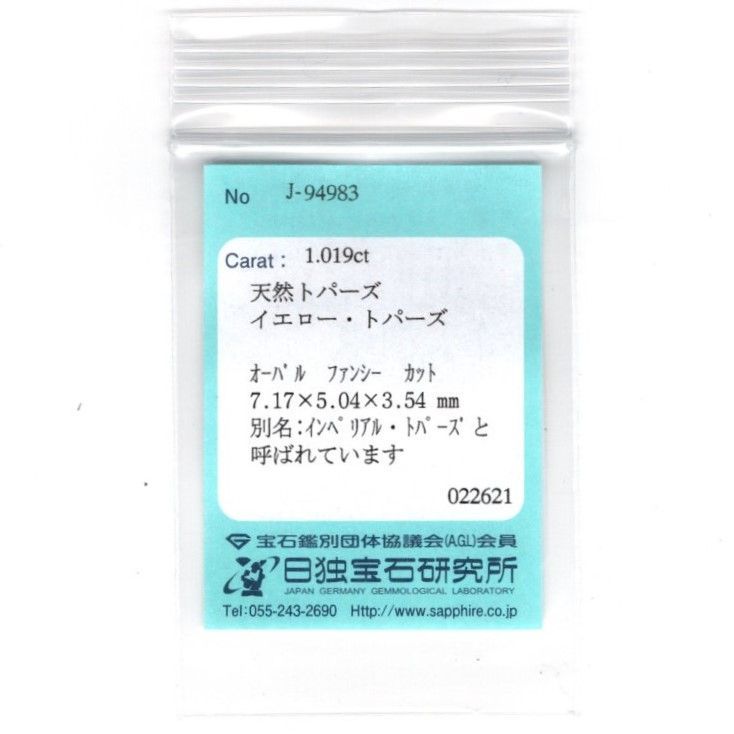 No J-94983
Carat : 1.019ct
天然トパーズ
イエロー・トパーズ
ｵｰﾊﾟﾙ ﾌｧﾝｼｰ ｶｯﾄ
7.17×5.04×3.54 mm
別名:ｲﾝﾍﾟﾘｱﾙ・ﾄﾊﾟｰｽﾞと
呼ばれています
022621
宝石鑑別団体協議会(AGL)会員
日独宝石研究所
JAPAN GERMANY GEMMOLOGICAL LABORATORY
Tel:055-243-2690 Http://www.sapphire.co.jp